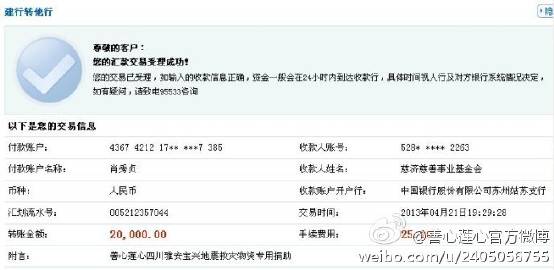 建行转他行
隐
尊敬的客户:
您的汇款交易受理成功!
您的交易已受理,如输入的收款信息正确,资金一般会在24小时内到达收款行,具体时间视人行及对方银行系统情况决定,
如有疑问,请致电95533咨询
以下是您的交易信息
付款账户: 4367 4212 17** ***7 385 收款人账号: 528* **** 2263
付款账户名称: 肖秀贞 收款人姓名: 慈济慈善事业基金会
币种: 人民币 收款账户开户行: 中国银行股份有限公司苏州姑苏支行
汇划流水号: 005212357044 交易时间: 2013年04月21日19:29:28
转账金额: 20,000.00 手续费用: 25.
附言: 善心莲心四川雅安宝兴地震救灾物资专用捐助
@善心莲心官方微博
weibo.com/u/2405056755